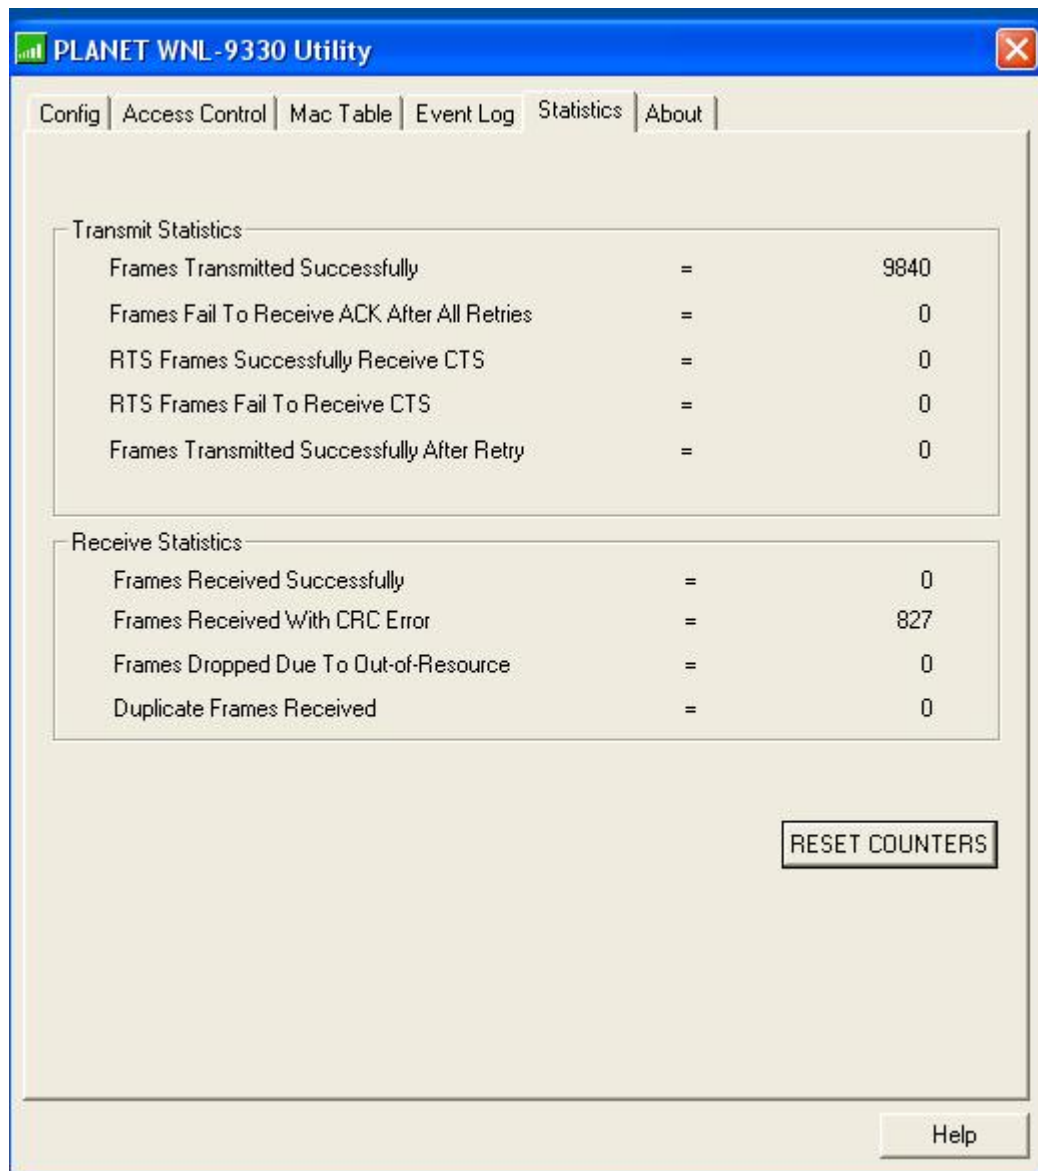 PLANET WNL-9330 Utility
Config Access Control Mac Table Event Log Statistics About
Transmit Statistics
Frames Transmitted Successfully = 9840
Frames Fail To Receive ACK After All Retries = 0
RTS Frames Successfully Receive CTS = 0
RTS Frames Fail To Receive CTS = 0
Frames Transmitted Successfully After Retry = 0
Receive Statistics
Frames Received Successfully = 0
Frames Received With CRC Error = 827
Frames Dropped Due To Out-of-Resource = 0
Duplicate Frames Received = 0
RESET COUNTERS
Help